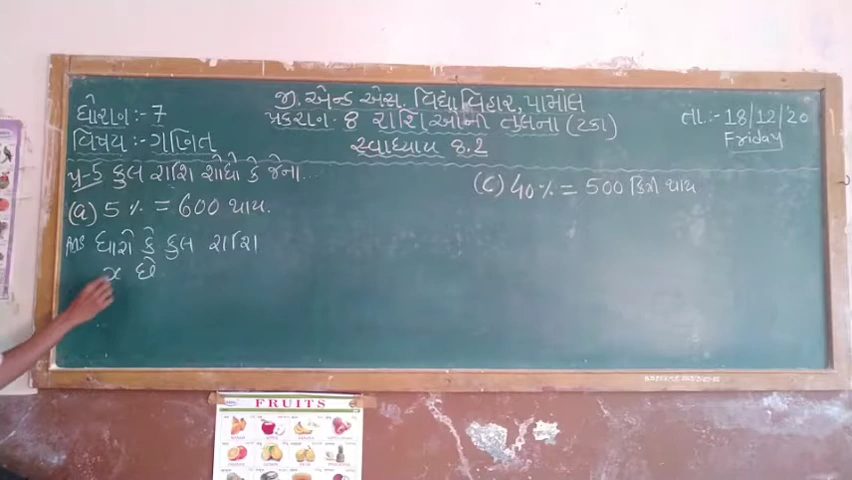 જી. એન્ડ એસ. વિદ્યાવિહાર, પામોલ
ધોરણ :- 7
પ્રકરણ : 8 રાશિઓની તુલના (ટકા)
તા. :- 18/12/20
Friday
વિષય :- ગણિત
સ્વાધ્યાય 8.2
પ્ર-5 કુલ રાશિ શોધો કે જેના...
(a) 5 % = 600 થાય.
(c) 40 % = 500 કિમી થાય
Ans ધારો કે કુલ રાશિ
x છે
FRUITS